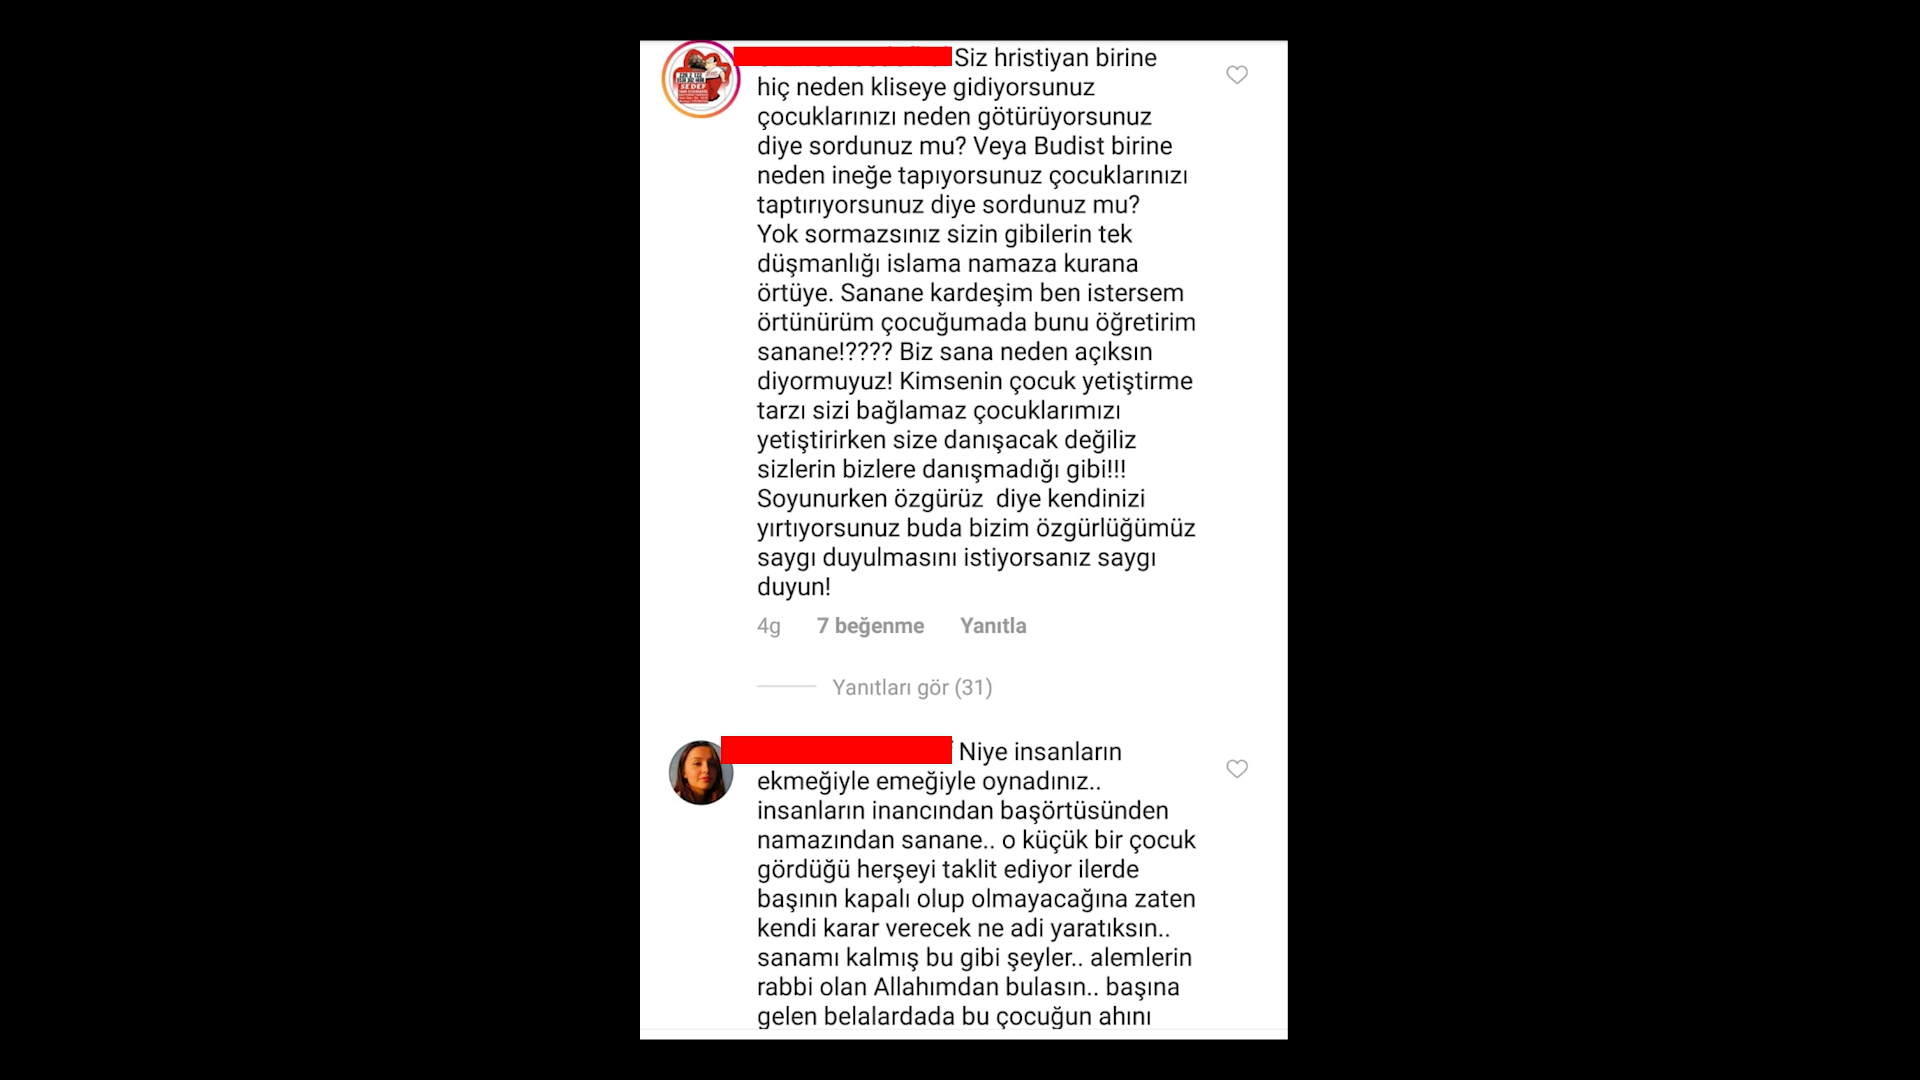 Siz hristiyan birine
hiç neden kliseye gidiyorsunuz
çocuklarınızı neden götürüyorsunuz
diye sordunuz mu? Veya Budist birine
neden ineğe tapıyorsunuz çocuklarınızı
taptırıyorsunuz diye sordunuz mu?
Yok sormazsınız sizin gibilerin tek
düşmanlığı islama namaza kurana
örtüye. Sanane kardeşim ben istersem
örtünürüm çocuğumada bunu öğretirim
sanane!???? Biz sana neden açıksın
diyormuyuz! Kimsenin çocuk yetiştirme
tarzı sizi bağlamaz çocuklarımızı
yetiştirirken size danışacak değiliz
sizlerin bizlere danışmadığı gibi!!!
Soyunurken özgürüz  diye kendinizi
yırtıyorsunuz buda bizim özgürlüğümüz
saygı duyulmasını istiyorsanız saygı
duyun!
4g 7 beğenme Yanıtla
Yanıtları gör (31)
Niye insanların
ekmeğiyle emeğiyle oynadınız..
insanların inancından başörtüsünden
namazından sanane.. o küçük bir çocuk
gördüğü herşeyi taklit ediyor ilerde
başının kapalı olup olmayacağına zaten
kendi karar verecek ne adi yaratıksın..
sanamı kalmış bu gibi şeyler.. alemlerin
rabbi olan Allahımdan bulasın.. başına
gelen belalardada bu çocuğun ahını
SEDEF